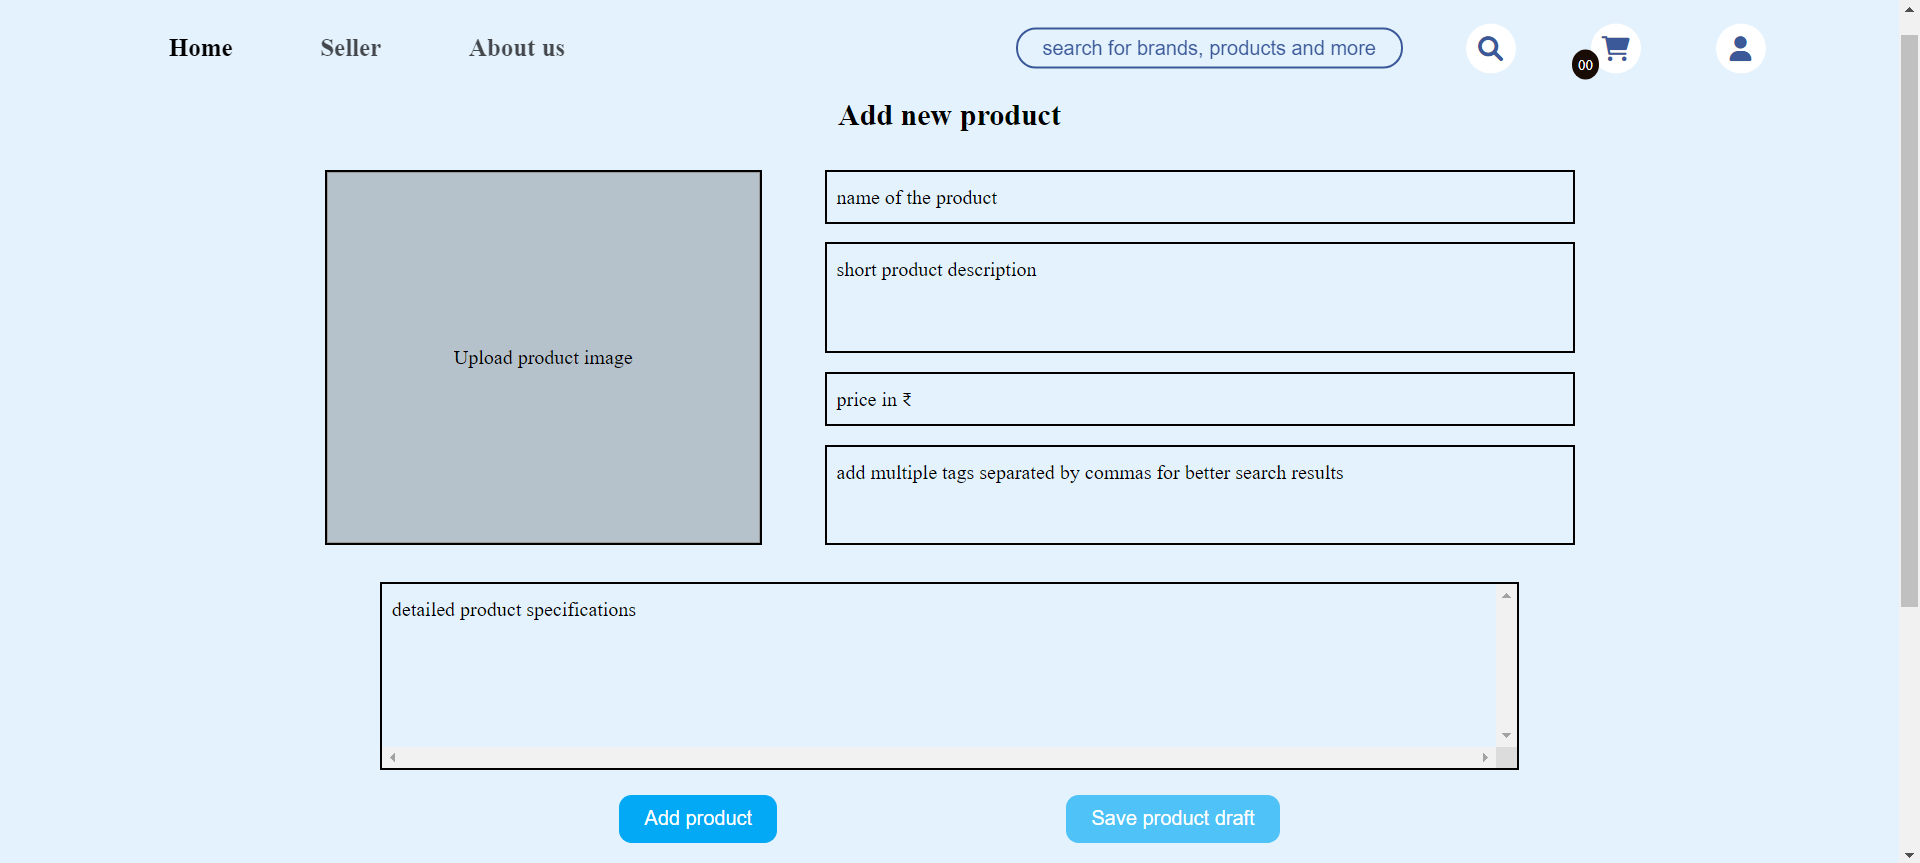 Home Seller About us search for brands, products and more
00
Add new product
name of the product
short product description
Upload product image
price in ₹
add multiple tags separated by commas for better search results
detailed product specifications
Add product Save product draft